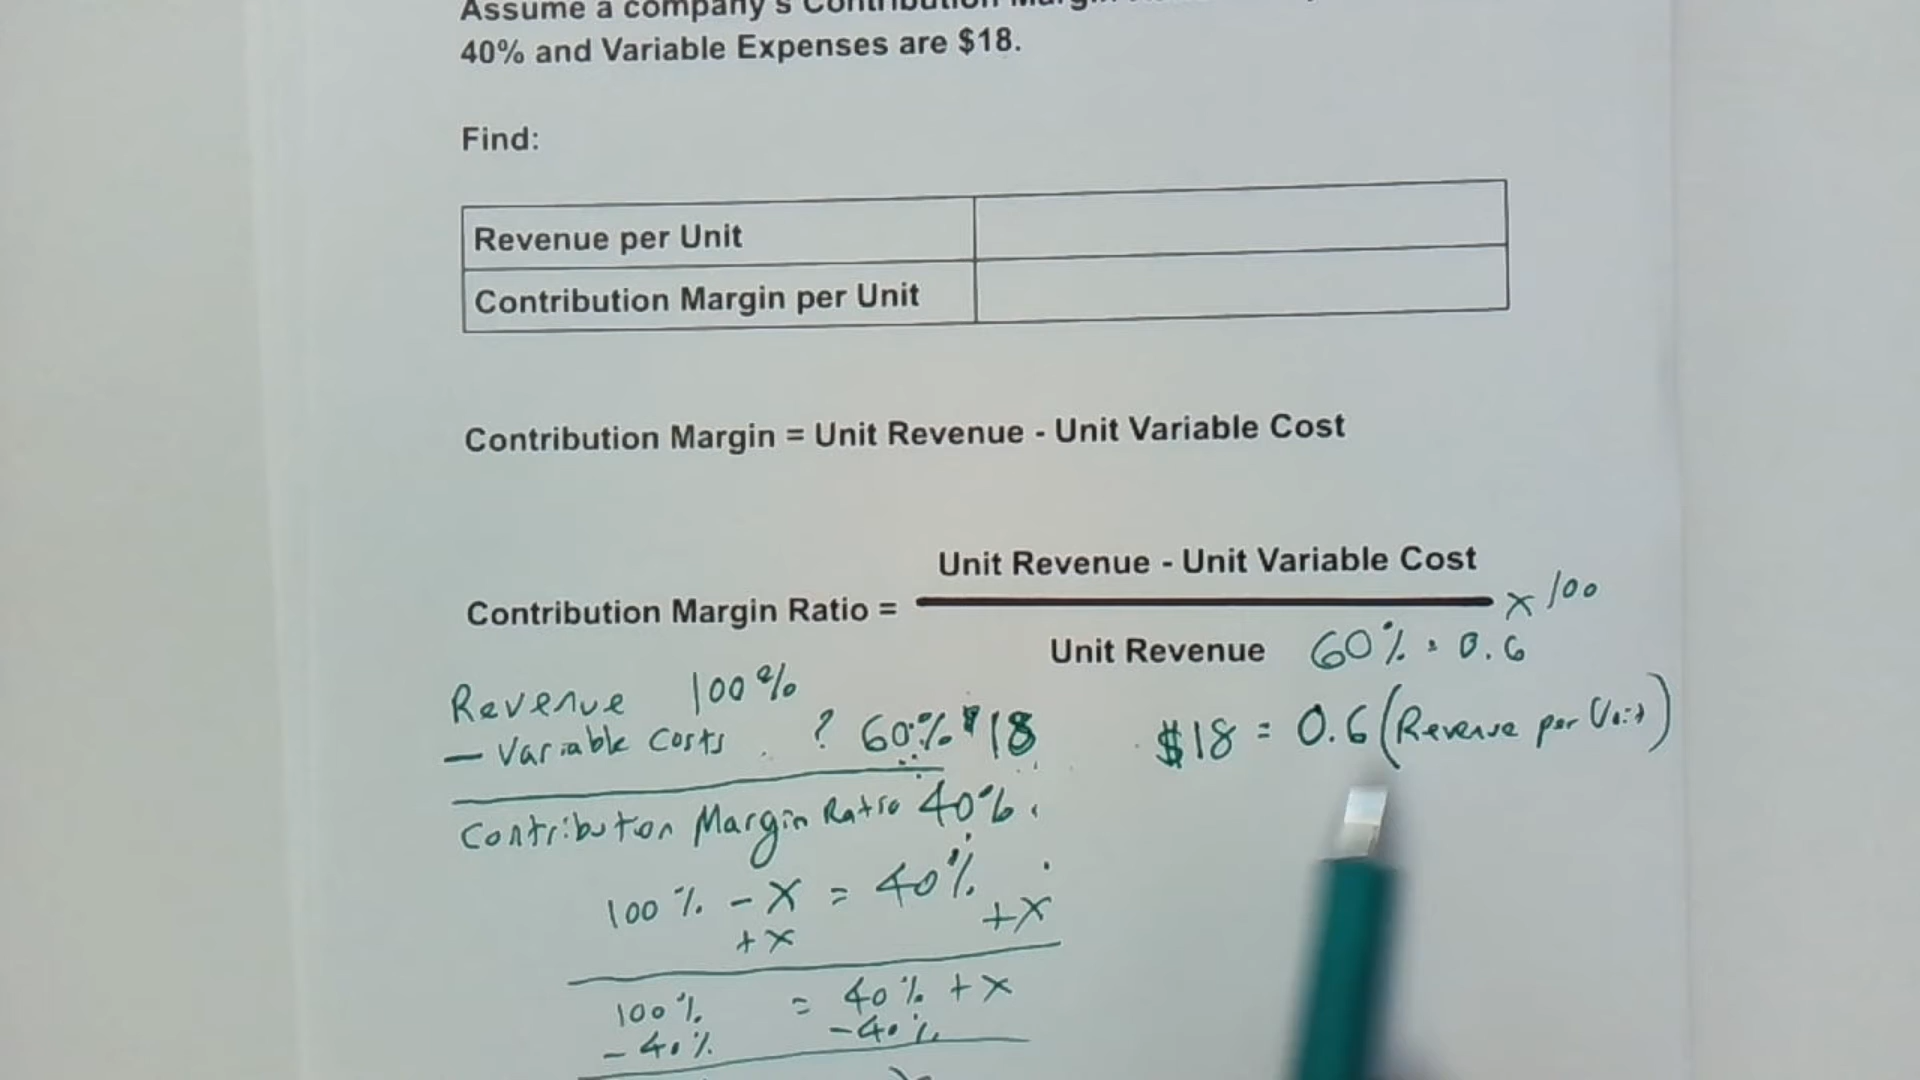 Assume a company's Contribution
40% and Variable Expenses are $18.
Find:
Revenue per Unit
Contribution Margin per Unit
Contribution Margin = Unit Revenue - Unit Variable Cost
Unit Revenue - Unit Variable Cost
Contribution Margin Ratio = x 100
Unit Revenue 60% = 0.6
Revenue 100%
- Variable Costs ? 60% $18
$18 = 0.6 (Revenue per Unit)
Contribution Margin Ratio 40%
100% - X = 40%
+X +X
100% = 40% + X
- 40% - 40%